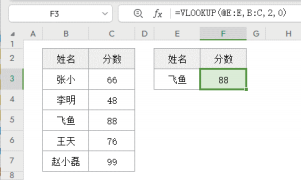 F3 fx =VLOOKUP(@E:E,B:C,2,0)
A B C D E F G H
1
2 姓名 分数 姓名 分数
3 张小 66 飞鱼 88
4 李明 48
5 飞鱼 88
6 王天 76
7 赵小磊 99
8